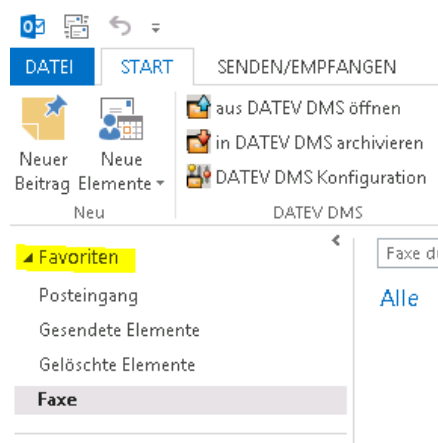 DATEI START SENDEN/EMPFANGEN
Neuer Beitrag
Neue Elemente
aus DATEV DMS öffnen
in DATEV DMS archivieren
DATEV DMS Konfiguration
Neu DATEV DMS
Favoriten
Faxe du
Posteingang
Alle
Gesendete Elemente
Gelöschte Elemente
Faxe